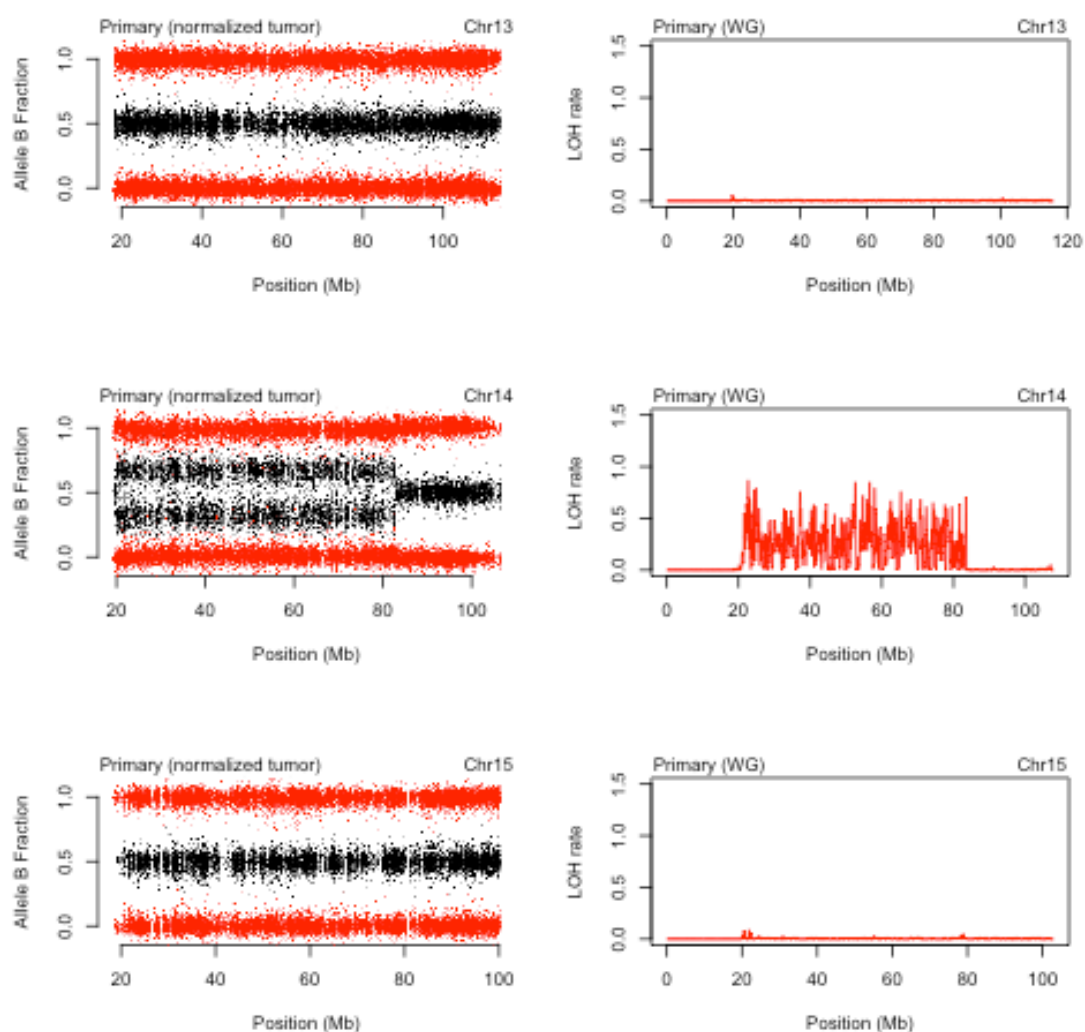 Primary (normalized tumor) Chr13
Allele B Fraction
0.0 0.5 1.0
20 40 60 80 100
Position (Mb)
Primary (WG) Chr13
LOH rate
0.0 0.5 1.0 1.5
0 20 40 60 80 100 120
Position (Mb)
Primary (normalized tumor) Chr14
Allele B Fraction
0.0 0.5 1.0
20 40 60 80 100
Position (Mb)
Primary (WG) Chr14
LOH rate
0.0 0.5 1.0 1.5
0 20 40 60 80 100
Position (Mb)
Primary (normalized tumor) Chr15
Allele B Fraction
0.0 0.5 1.0
20 40 60 80 100
Position (Mb)
Primary (WG) Chr15
LOH rate
0.0 0.5 1.0 1.5
0 20 40 60 80 100
Position (Mb)